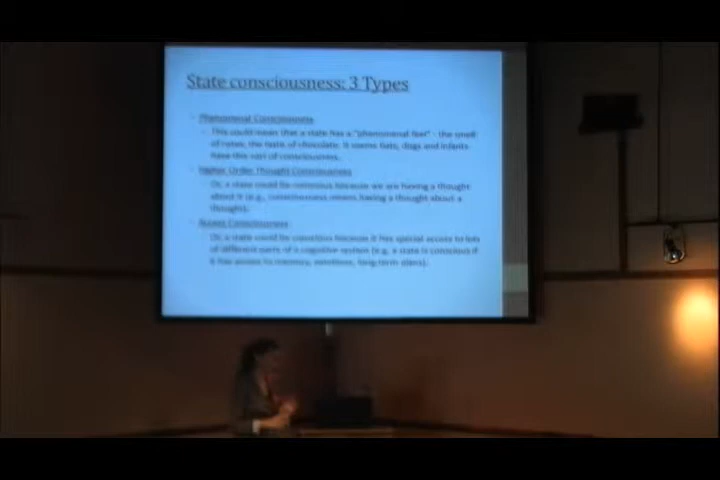 State consciousness: 3 Types
Phenomenal Consciousness
This could mean that a state has a "phenomenal feel" - the smell
of roses, the taste of chocolate. It seems bats, dogs and infants
have this sort of consciousness.
Higher Order Thought Consciousness
Or, a state could be conscious because we are having a thought
about it (e.g., consciousness means having a thought about a
thought).
Access Consciousness
Or, a state could be conscious because it has special access to lots
of different parts of a cognitive system (e.g. a state is conscious if
it has access to memory, emotions, long term plans).